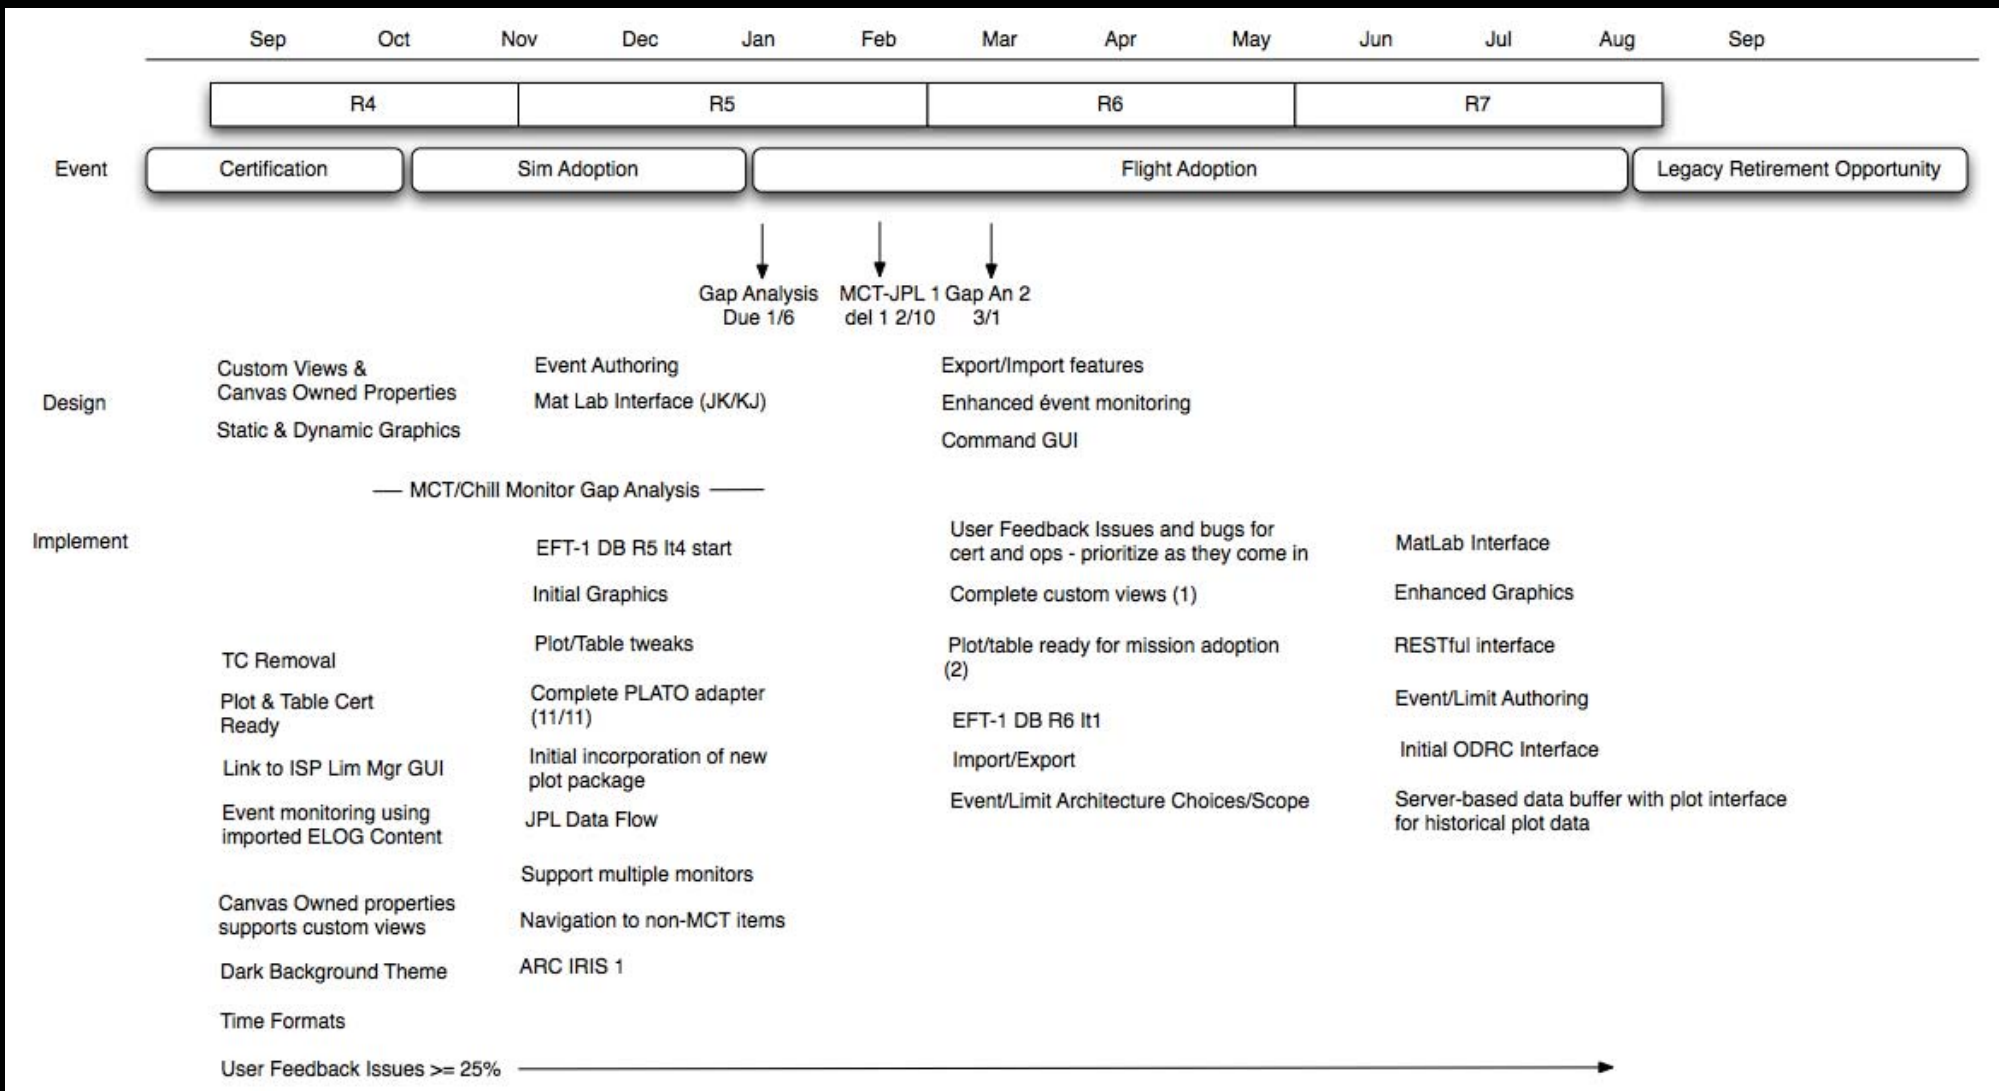 Sep Oct Nov Dec Jan Feb Mar Apr May Jun Jul Aug Sep
R4 R5 R6 R7
Event Certification Sim Adoption Flight Adoption Legacy Retirement Opportunity
Gap Analysis
Due 1/6
MCT-JPL 1
del 1 2/10
Gap An 2
3/1
Design
Custom Views &
Canvas Owned Properties
Static & Dynamic Graphics
Event Authoring
Mat Lab Interface (JK/KJ)
Export/Import features
Enhanced évent monitoring
Command GUI
MCT/Chill Monitor Gap Analysis
Implement
TC Removal
Plot & Table Cert
Ready
Link to ISP Lim Mgr GUI
Event monitoring using
imported ELOG Content
Canvas Owned properties
supports custom views
Dark Background Theme
Time Formats
User Feedback Issues >= 25%
EFT-1 DB R5 It4 start
Initial Graphics
Plot/Table tweaks
Complete PLATO adapter
(11/11)
Initial incorporation of new
plot package
JPL Data Flow
Support multiple monitors
Navigation to non-MCT items
ARC IRIS 1
User Feedback Issues and bugs for
cert and ops - prioritize as they come in
Complete custom views (1)
Plot/table ready for mission adoption
(2)
EFT-1 DB R6 It1
Import/Export
Event/Limit Architecture Choices/Scope
MatLab Interface
Enhanced Graphics
RESTful interface
Event/Limit Authoring
Initial ODRC Interface
Server-based data buffer with plot interface
for historical plot data